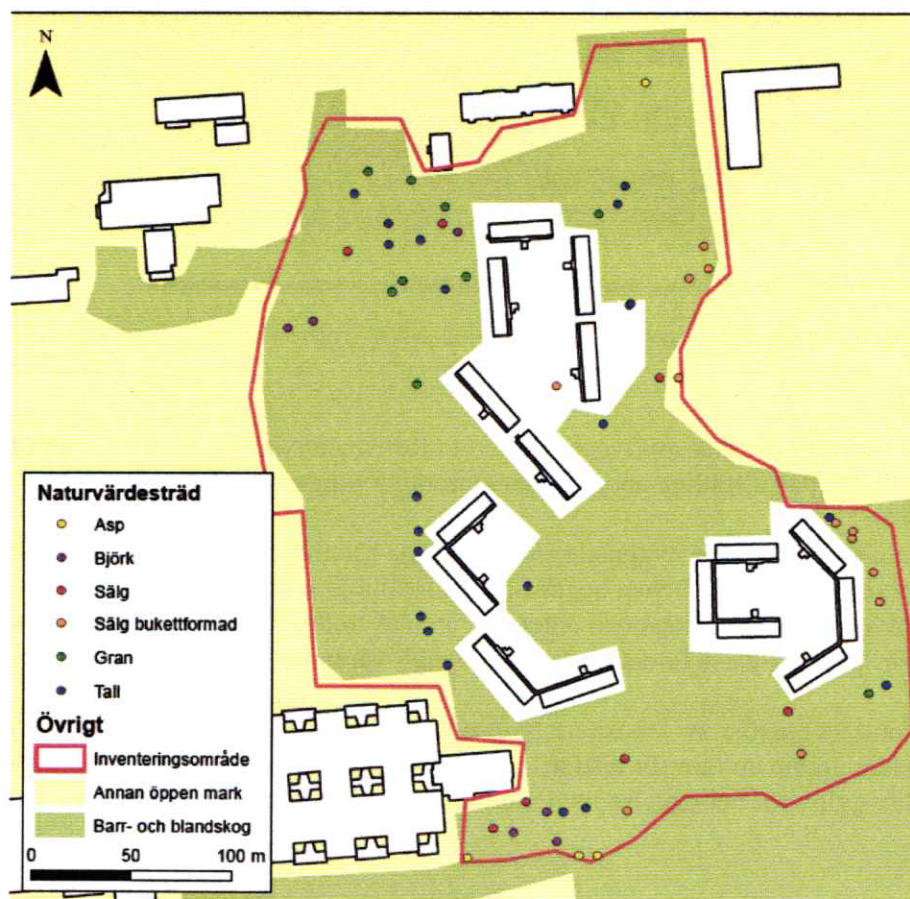 N
Naturvärdesträd
Asp
Björk
Sälg
Sälg bukettformad
Gran
Tall
Övrigt
Inventeringsområde
Annan öppen mark
Barr- och blandskog
0 50 100 m